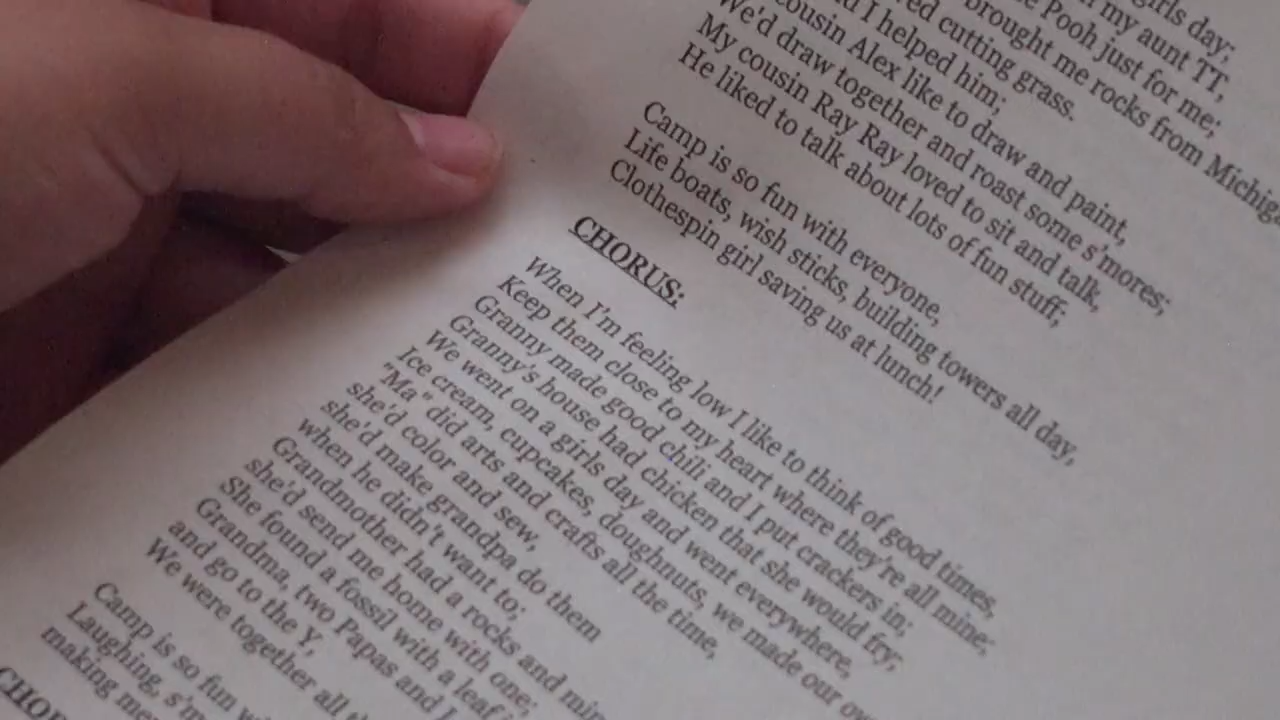 girls day;
my aunt TT,
Pooh just for me;
brought me rocks from Michig
ed cutting grass.
I helped him;
cousin Alex like to draw and paint,
We'd draw together and roast some s'mores;
My cousin Ray Ray loved to sit and talk,
He liked to talk about lots of fun stuff;
Camp is so fun with everyone,
Life boats, wish sticks, building towers all day,
Clothespin girl saving us at lunch!
CHORUS:
When I'm feeling low I like to think of good times,
Keep them close to my heart where they're all mine;
Granny made good chili and I put crackers in;
Granny's house had chicken that she would fry;
We went on a girls day and went everywhere,
Ice cream, cupcakes, doughnuts, we made our ow
"Ma" did arts and crafts all the time,
she'd color and sew,
she'd make grandpa do them
when he didn't want to;
Grandmother had a rocks and min
she'd send me home with one;
She found a fossil with a leaf i
Grandma, two Papas and I
and go to the Y,
We were together all t
Camp is so fun wi
Laughing, s'm
making me
CHOR